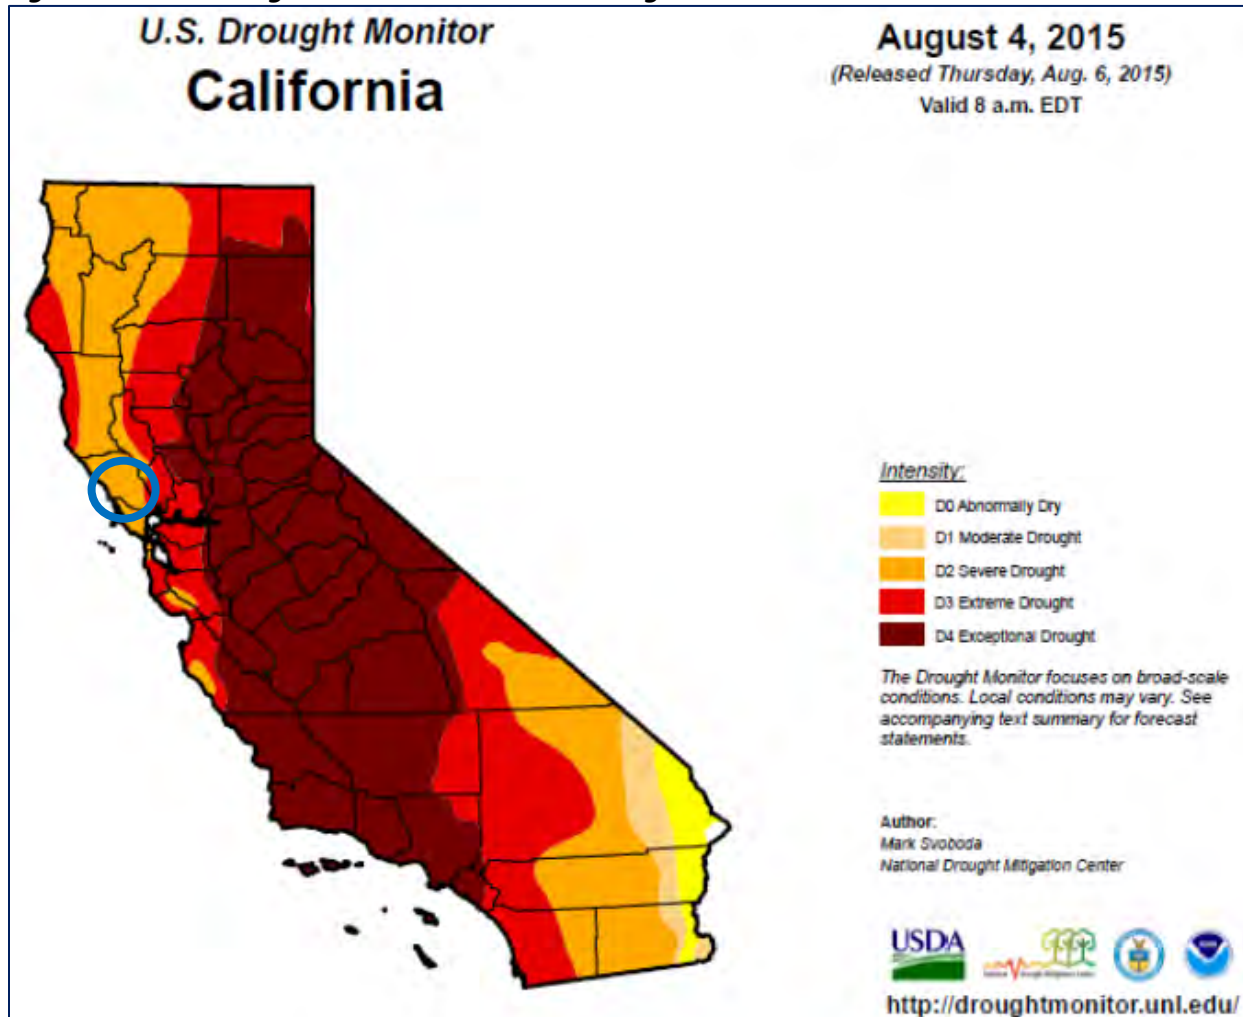 U.S. Drought Monitor
California
August 4, 2015
(Released Thursday, Aug. 6, 2015)
Valid 8 a.m. EDT
Intensity:
D0 Abnormally Dry
D1 Moderate Drought
D2 Severe Drought
D3 Extreme Drought
D4 Exceptional Drought
The Drought Monitor focuses on broad-scale
conditions. Local conditions may vary. See
accompanying text summary for forecast
statements.
Author:
Mark Svoboda
National Drought Mitigation Center
USDA
http://droughtmonitor.unl.edu/